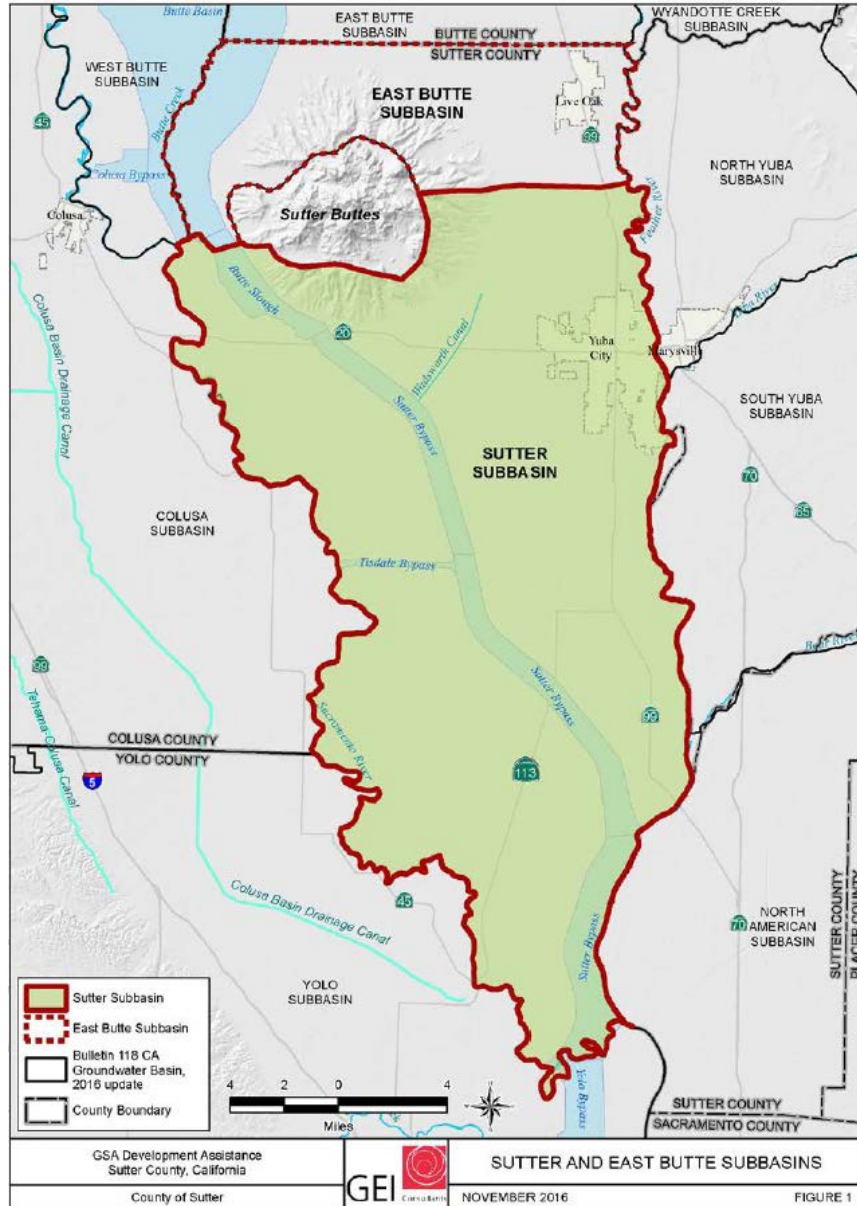 Butte Basin
EAST BUTTE
SUBBASIN
BUTTE COUNTY
SUTTER COUNTY
WYANDOTTE CREEK
SUBBASIN
WEST BUTTE
SUBBASIN
45
Butte Creek
EAST BUTTE
SUBBASIN
Live Oak
99
Colusa Bypass
Colusa
Sutter Buttes
Feather River
NORTH YUBA
SUBBASIN
Butte Slough
20
Wadsworth Canal
Yuba
City
Marysville
Yuba River
Colusa Basin Drainage Canal
Sutter Bypass
SUTTER
SUBBASIN
SOUTH YUBA
SUBBASIN
70
65
COLUSA
SUBBASIN
Tisdale Bypass
Bear River
99
Sutter Bypass
99
Sacramento River
Tehama-Colusa Canal
COLUSA COUNTY
YOLO COUNTY
5
113
45
Colusa Basin Drainage Canal
Sutter Bypass
70
NORTH
AMERICAN
SUBBASIN
SUTTER COUNTY
PLACER COUNTY
YOLO
SUBBASIN
Sutter Subbasin
East Butte Subbasin
Bulletin 118 CA
Groundwater Basin,
2016 update
County Boundary
4 2 0 4
Miles
Yolo Bypass
SUTTER COUNTY
SACRAMENTO COUNTY
GSA Development Assistance
Sutter County, California
County of Sutter
GEI Consultants
SUTTER AND EAST BUTTE SUBBASINS
NOVEMBER 2016 FIGURE 1